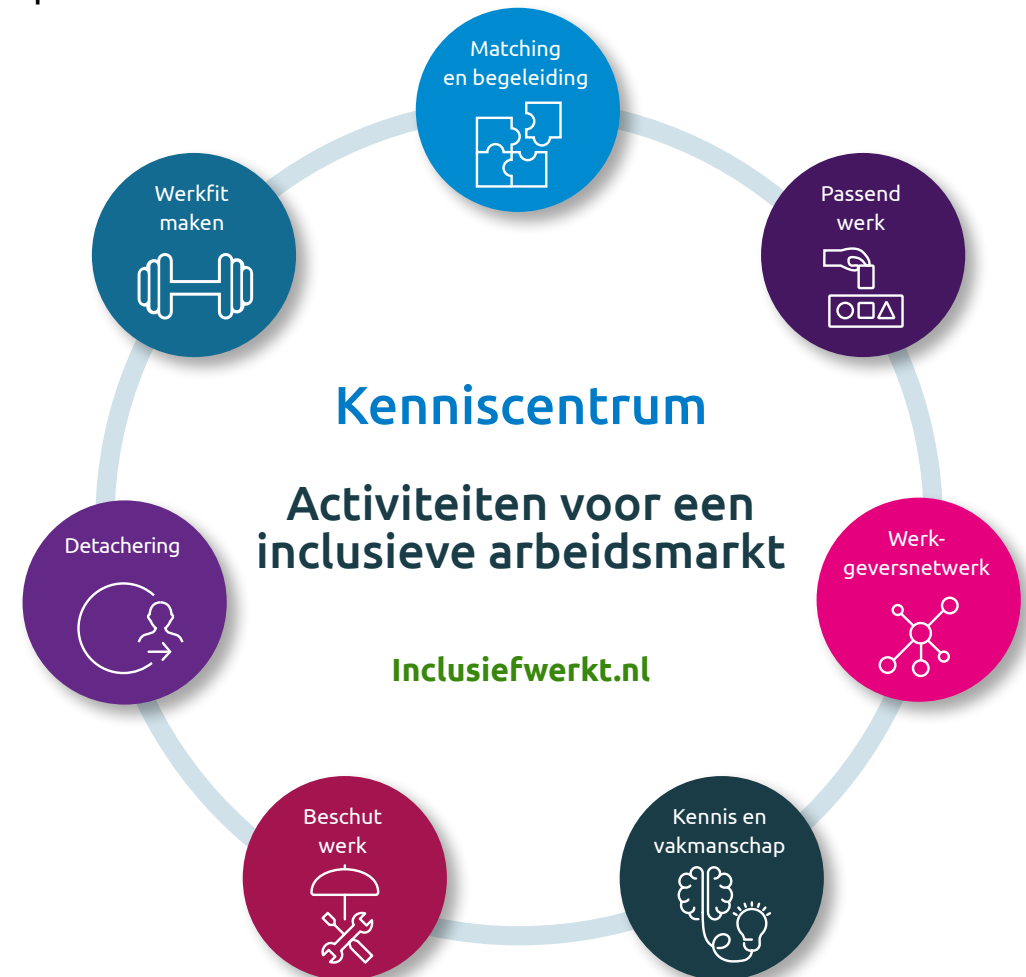 Matching
en begeleiding
Passend
werk
Werk-
geversnetwerk
Kennis en
vakmanschap
Beschut
werk
Detachering
Werkfit
maken
Kenniscentrum
Activiteiten voor een
inclusieve arbeidsmarkt
Inclusiefwerkt.nl